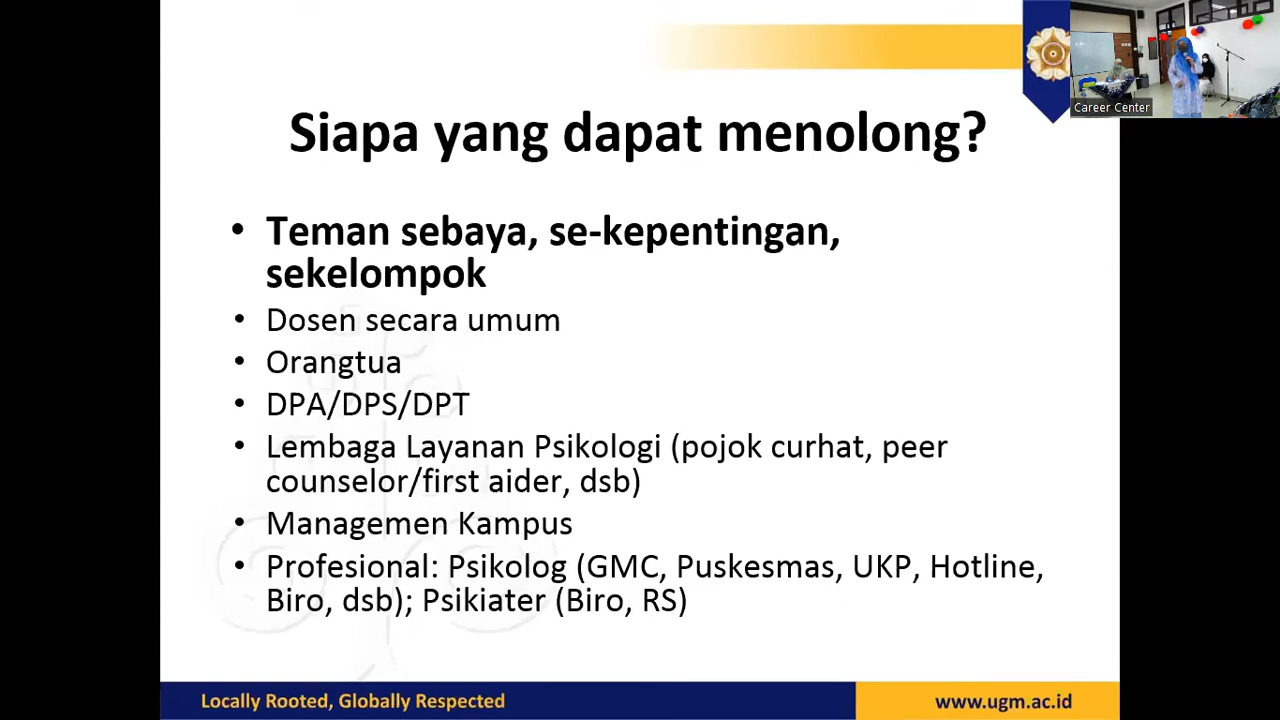 Career Center
Siapa yang dapat menolong?
• Teman sebaya, se-kepentingan,
sekelompok
• Dosen secara umum
• Orangtua
• DPA/DPS/DPT
• Lembaga Layanan Psikologi (pojok curhat, peer
counselor/first aider, dsb)
• Managemen Kampus
• Profesional: Psikolog (GMC, Puskesmas, UKP, Hotline,
Biro, dsb); Psikiater (Biro, RS)
Locally Rooted, Globally Respected
www.ugm.ac.id